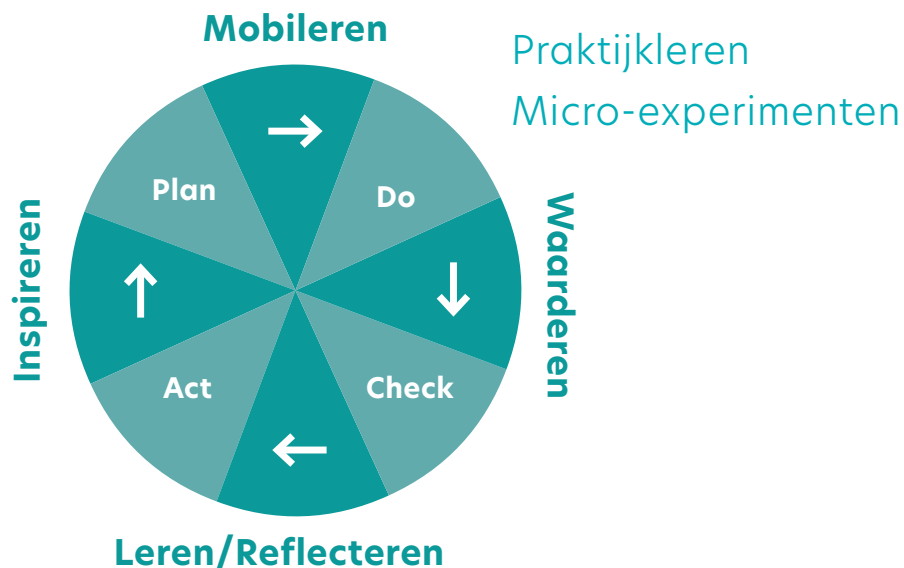 Mobileren
Praktijkleren
Micro-experimenten
Plan
Do
Inspireren
Waarderen
Act
Check
Leren/Reflecteren